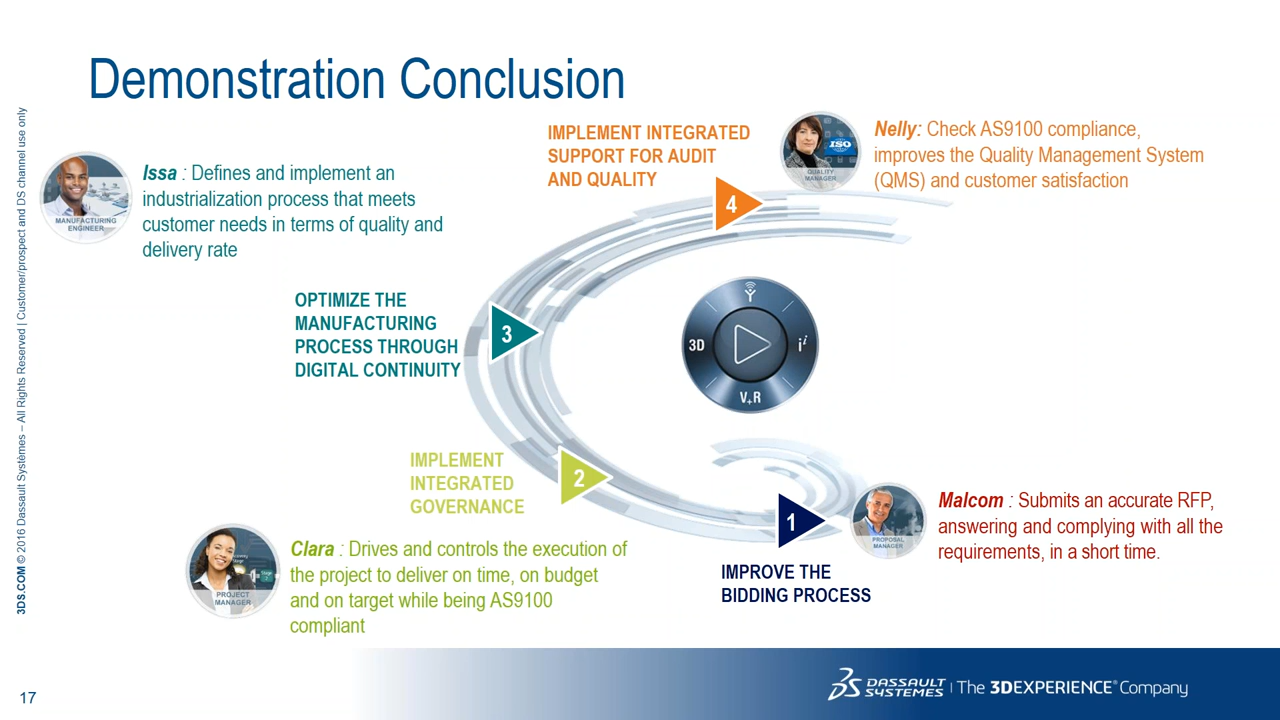 Demonstration Conclusion
3DS.COM © 2016 Dassault Systèmes – All Rights Reserved | Customer/prospect and DS channel use only
MANUFACTURING
ENGINEER
Issa : Defines and implement an
industrialization process that meets
customer needs in terms of quality and
delivery rate
IMPLEMENT INTEGRATED
SUPPORT FOR AUDIT
AND QUALITY
4
ISO
QUALITY
MANAGER
Nelly: Check AS9100 compliance,
improves the Quality Management System
(QMS) and customer satisfaction
OPTIMIZE THE
MANUFACTURING
PROCESS THROUGH
DIGITAL CONTINUITY
3
3D
i i
V+R
IMPLEMENT
INTEGRATED
GOVERNANCE
2
PROJECT
MANAGER
Clara : Drives and controls the execution of
the project to deliver on time, on budget
and on target while being AS9100
compliant
1
IMPROVE THE
BIDDING PROCESS
PROPOSAL
MANAGER
Malcom : Submits an accurate RFP,
answering and complying with all the
requirements, in a short time.
17
DASSAULT
SYSTEMES
The 3DEXPERIENCE® Company